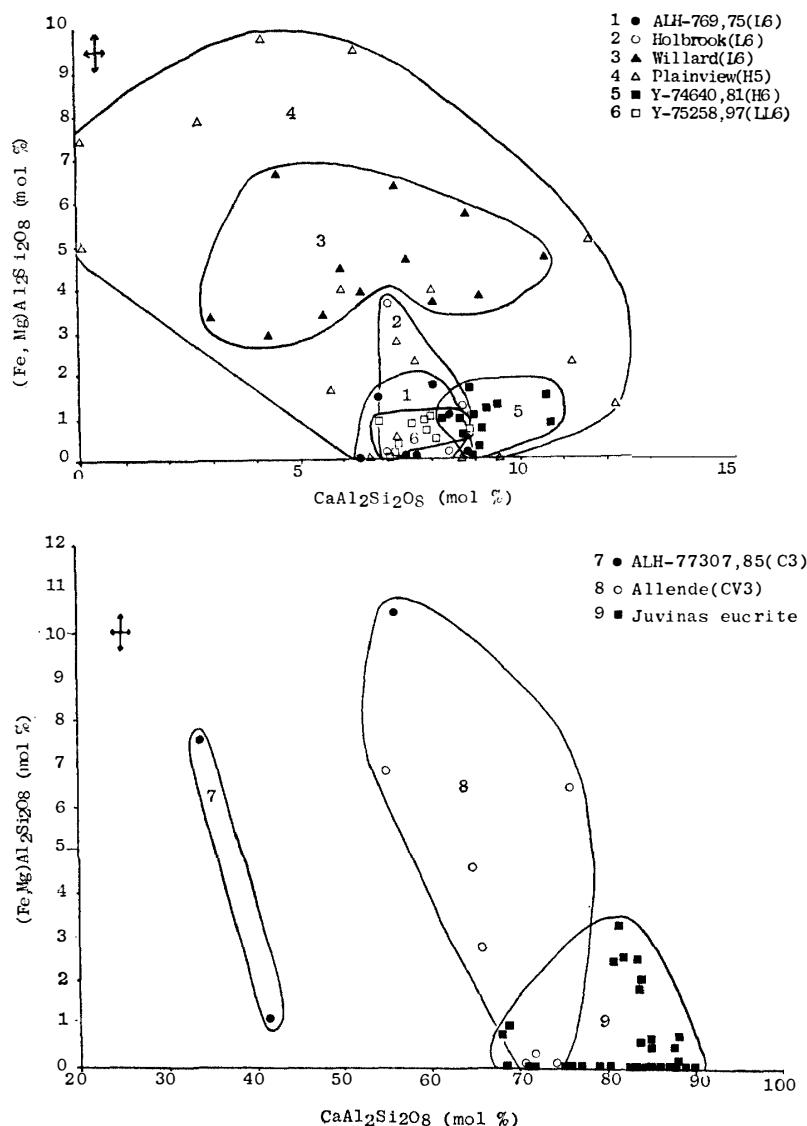 1 ● ALH-769,75(L6)
2 ○ Holbrook(L6)
3 ▲ Willard(L6)
4 △ Plainview(H5)
5 ■ Y-74640,81(H6)
6 □ Y-75258,97(LL6)
(Fe, Mg)Al2Si2O8 (mol %)
10
9
8
7
6
5
4
3
2
1
0
4
3
2
1
5
6
0 5 10 15
CaAl2Si2O8 (mol %)
7 ● ALH-77307,85(C3)
8 ○ Allende(CV3)
9 ■ Juvinas eucrite
(Fe,Mg)Al2Si2O8 (mol %)
12
11
10
9
8
7
6
5
4
3
2
1
0
7
8
9
20 30 40 50 60 70 80 90 100
CaAl2Si2O8 (mol %)